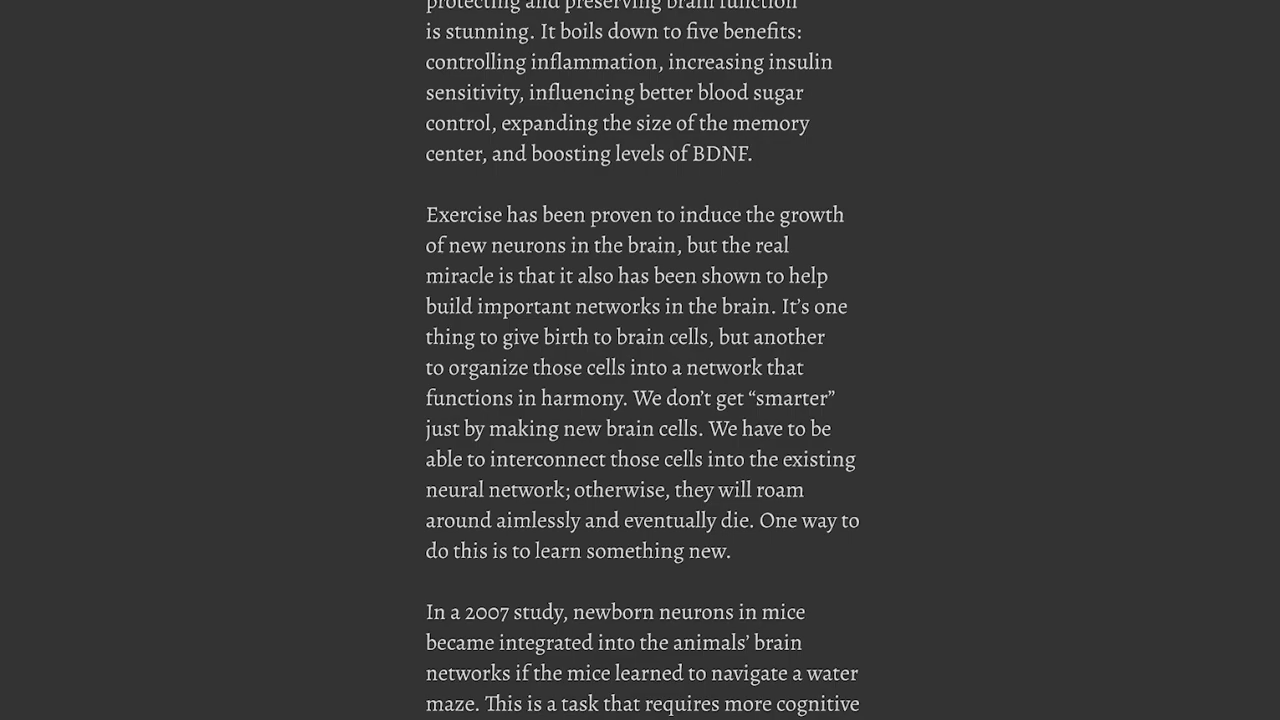 protecting and preserving brain function
is stunning. It boils down to five benefits:
controlling inflammation, increasing insulin
sensitivity, influencing better blood sugar
control, expanding the size of the memory
center, and boosting levels of BDNF.
Exercise has been proven to induce the growth
of new neurons in the brain, but the real
miracle is that it also has been shown to help
build important networks in the brain. It’s one
thing to give birth to brain cells, but another
to organize those cells into a network that
functions in harmony. We don’t get “smarter”
just by making new brain cells. We have to be
able to interconnect those cells into the existing
neural network; otherwise, they will roam
around aimlessly and eventually die. One way to
do this is to learn something new.
In a 2007 study, newborn neurons in mice
became integrated into the animals’ brain
networks if the mice learned to navigate a water
maze. This is a task that requires more cognitive